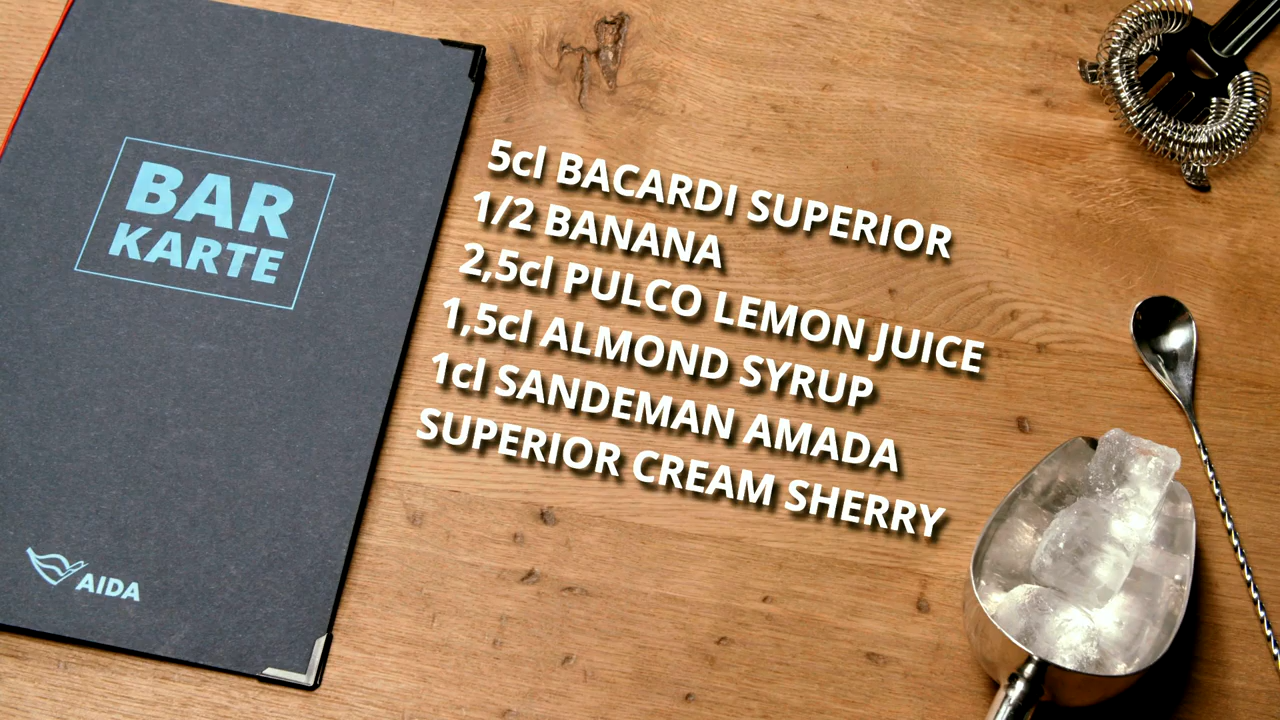 BAR
KARTE
AIDA
5cl BACARDI SUPERIOR
1/2 BANANA
2,5cl PULCO LEMON JUICE
1,5cl ALMOND SYRUP
1cl SANDEMAN AMADA
SUPERIOR CREAM SHERRY